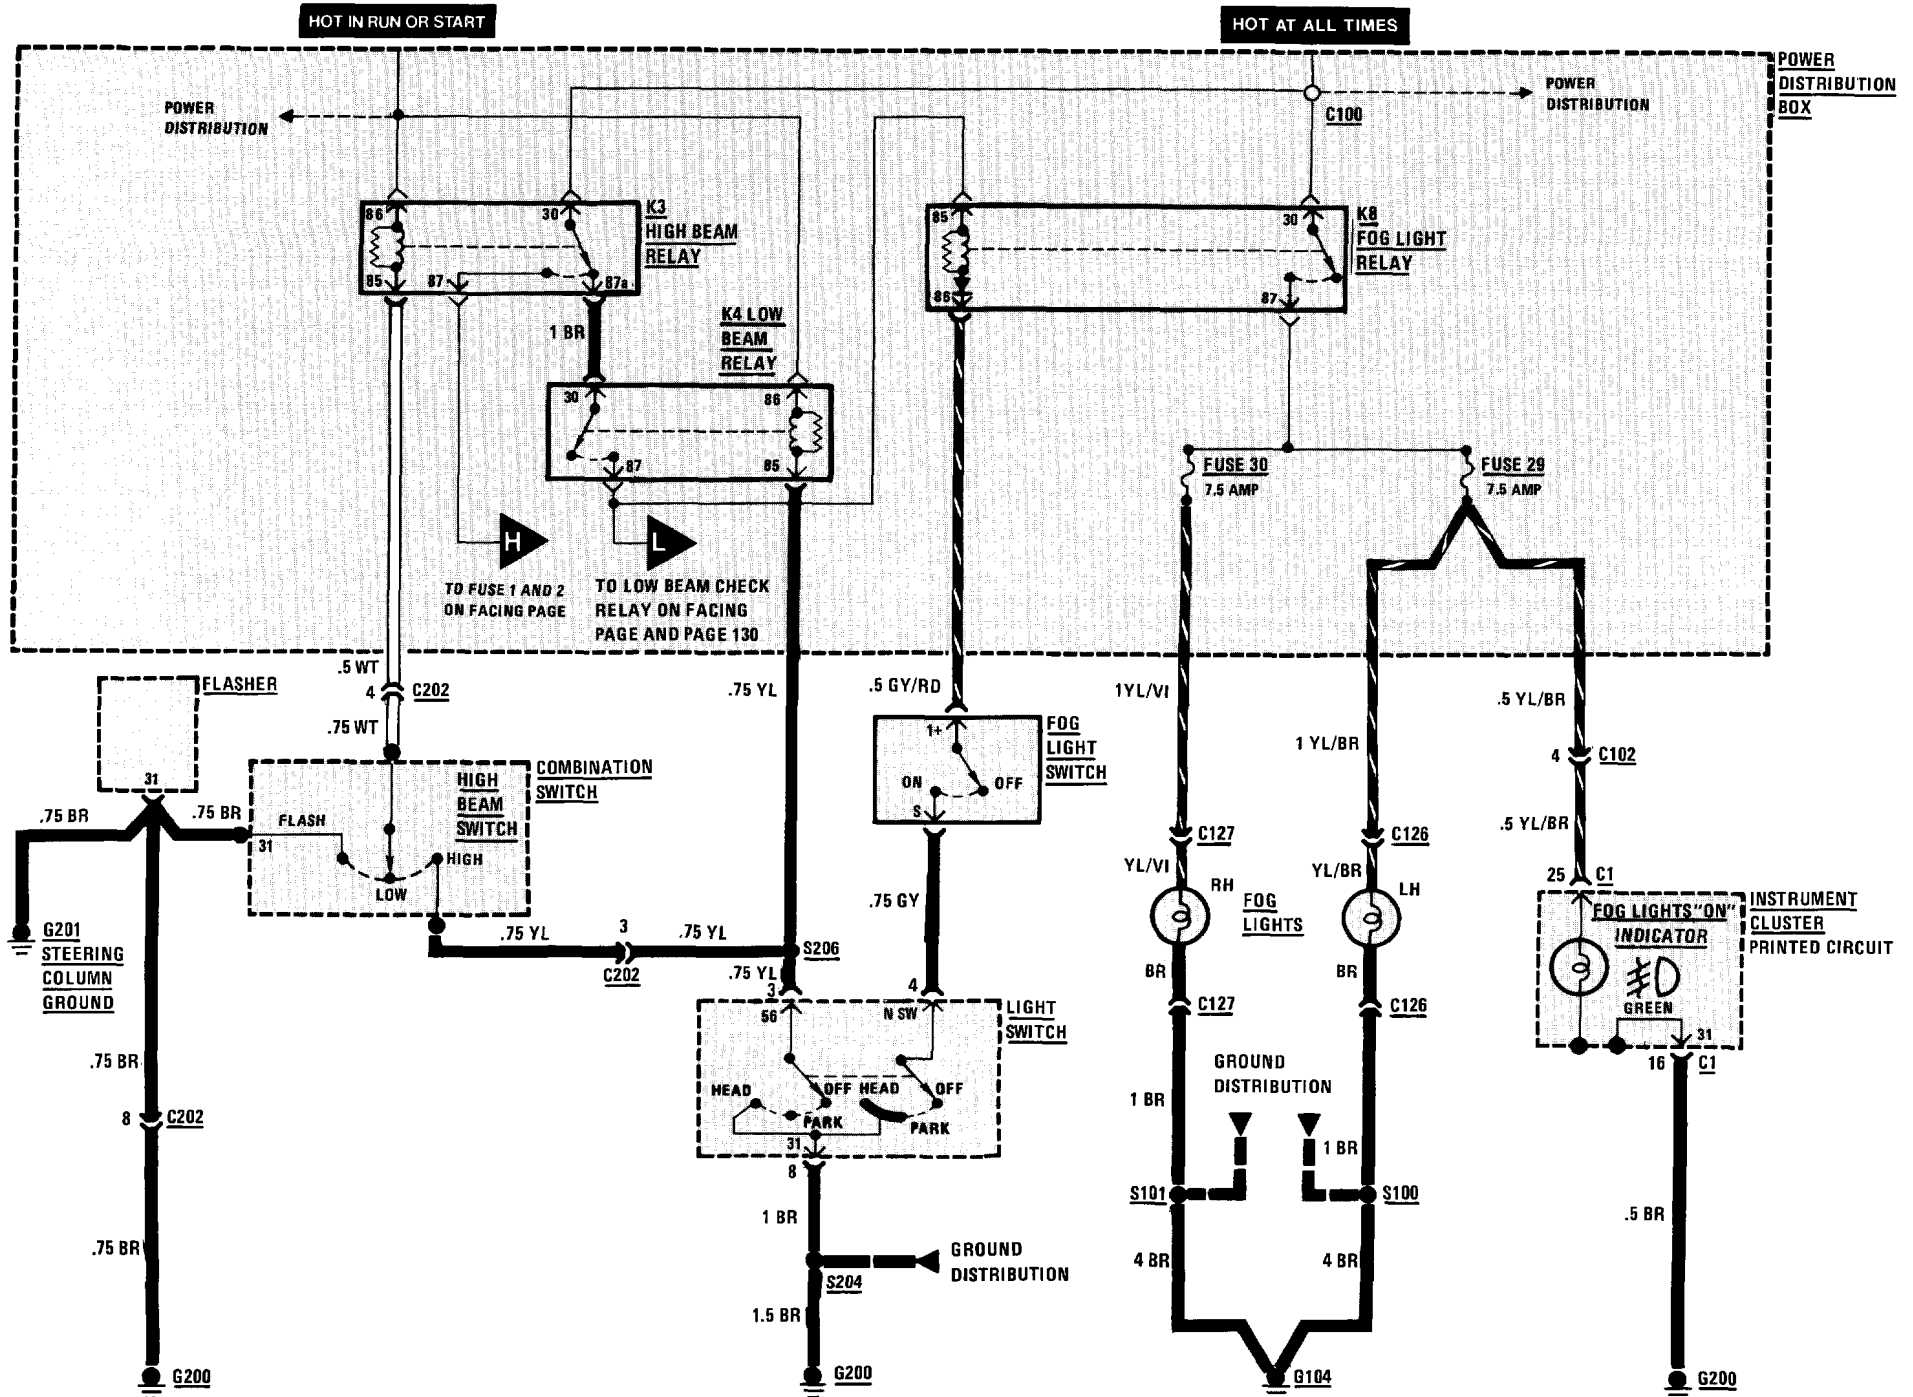 HOT IN RUN OR START
HOT AT ALL TIMES
POWER
DISTRIBUTION
BOX
POWER
DISTRIBUTION
POWER
DISTRIBUTION
C100
86
30
K3
HIGH BEAM
RELAY
85
87
87a
85
30
K8
FOG LIGHT
RELAY
86
87
1 BR
K4 LOW
BEAM
RELAY
30
86
87
85
FUSE 30
7.5 AMP
FUSE 29
7.5 AMP
H
L
TO FUSE 1 AND 2
ON FACING PAGE
TO LOW BEAM CHECK
RELAY ON FACING
PAGE AND PAGE 130
FLASHER
31
.5 WT
4
C202
.75 WT
.75 YL
.5 GY/RD
1YL/VI
1 YL/BR
.5 YL/BR
4
C102
.5 YL/BR
FOG
LIGHT
SWITCH
1+
ON
OFF
S
COMBINATION
SWITCH
HIGH
BEAM
SWITCH
.75 BR
.75 BR
FLASH
31
HIGH
LOW
G201
STEERING
COLUMN
GROUND
.75 YL
3
C202
.75 YL
S206
.75 YL
3
.75 GY
4
C127
YL/VI
RH
FOG
LIGHTS
C126
YL/BR
LH
BR
C127
BR
C126
25
C1
FOG LIGHTS "ON"
INDICATOR
GREEN
31
16
C1
INSTRUMENT
CLUSTER
PRINTED CIRCUIT
LIGHT
SWITCH
56
N SW
HEAD
OFF
HEAD
OFF
PARK
PARK
31
8
.75 BR
8
C202
.75 BR
G200
1 BR
S204
GROUND
DISTRIBUTION
1.5 BR
G200
GROUND
DISTRIBUTION
1 BR
1 BR
S101
S100
4 BR
4 BR
G104
.5 BR
G200